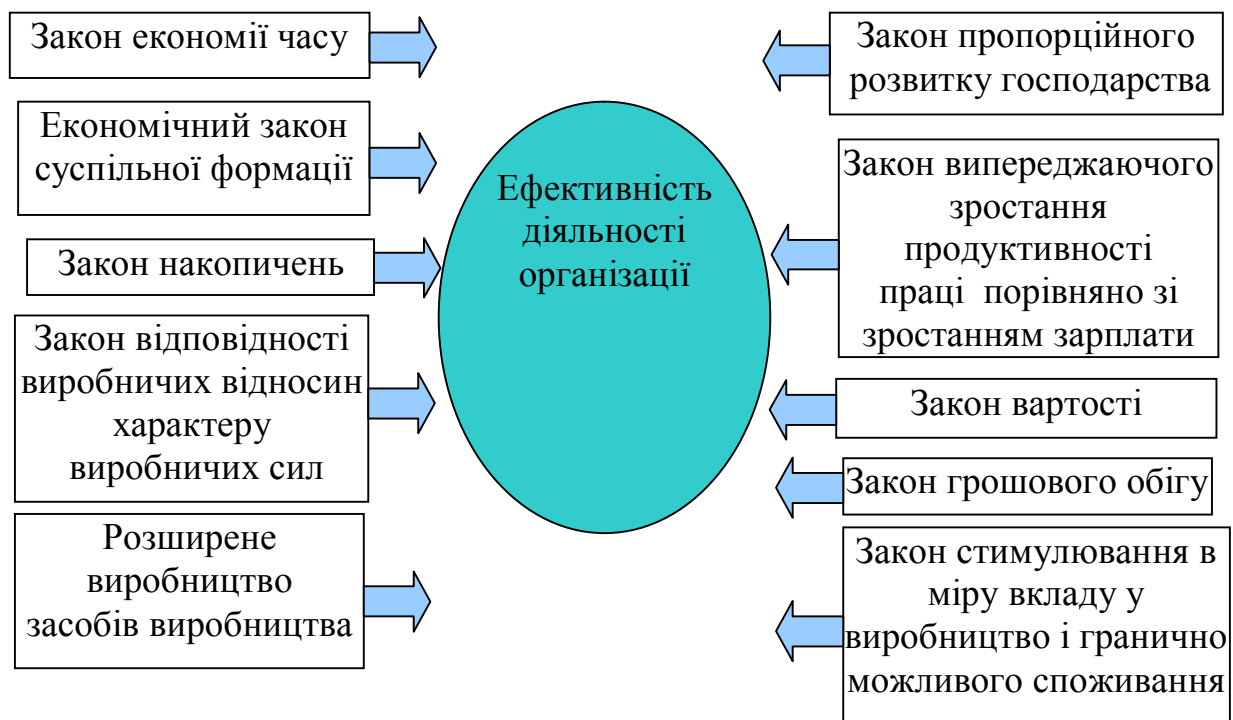 Закон економії часу
Економічний закон
суспільної формації
Закон накопичень
Закон відповідності
виробничих відносин
характеру
виробничих сил
Розширене
виробництво
засобів виробництва
Ефективність
діяльності
організації
Закон пропорційного
розвитку господарства
Закон випереджаючого
зростання
продуктивності
праці порівняно зі
зростанням зарплати
Закон вартості
Закон грошового обігу
Закон стимулювання в
міру вкладу у
виробництво і гранично
можливого споживання